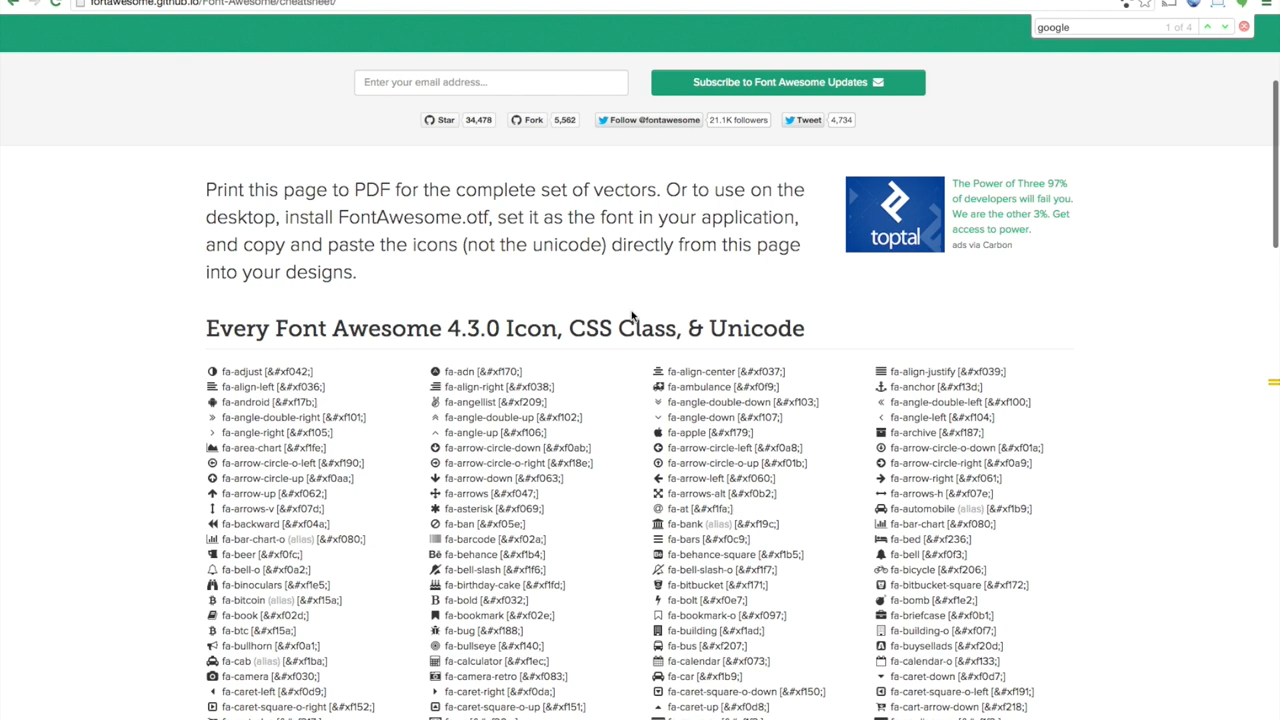 fortawesome.github.io/Font-Awesome/cheatsheet/
google 1 of 4
Enter your email address... Subscribe to Font Awesome Updates
Star 34,478 Fork 5,562 Follow @fontawesome 21.1K followers Tweet 4,734
Print this page to PDF for the complete set of vectors. Or to use on the
desktop, install FontAwesome.otf, set it as the font in your application,
and copy and paste the icons (not the unicode) directly from this page
into your designs.
toptal
The Power of Three 97%
of developers will fail you.
We are the other 3%. Get
access to power.
ads via Carbon
Every Font Awesome 4.3.0 Icon, CSS Class, & Unicode
fa-adjust [&#xf042;] fa-adn [&#xf170;] fa-align-center [&#xf037;] fa-align-justify [&#xf039;]
fa-align-left [&#xf036;] fa-align-right [&#xf038;] fa-ambulance [&#xf0f9;] fa-anchor [&#xf13d;]
fa-android [&#xf17b;] fa-angellist [&#xf209;] fa-angle-double-down [&#xf103;] fa-angle-double-left [&#xf100;]
fa-angle-double-right [&#xf101;] fa-angle-double-up [&#xf102;] fa-angle-down [&#xf107;] fa-angle-left [&#xf104;]
fa-angle-right [&#xf105;] fa-angle-up [&#xf106;] fa-apple [&#xf179;] fa-archive [&#xf187;]
fa-area-chart [&#xf1fe;] fa-arrow-circle-down [&#xf0ab;] fa-arrow-circle-left [&#xf0a8;] fa-arrow-circle-o-down [&#xf01a;]
fa-arrow-circle-o-left [&#xf190;] fa-arrow-circle-o-right [&#xf18e;] fa-arrow-circle-o-up [&#xf01b;] fa-arrow-circle-right [&#xf0a9;]
fa-arrow-circle-up [&#xf0aa;] fa-arrow-down [&#xf063;] fa-arrow-left [&#xf060;] fa-arrow-right [&#xf061;]
fa-arrow-up [&#xf062;] fa-arrows [&#xf047;] fa-arrows-alt [&#xf0b2;] fa-arrows-h [&#xf07e;]
fa-arrows-v [&#xf07d;] fa-asterisk [&#xf069;] fa-at [&#xf1fa;] fa-automobile (alias) [&#xf1b9;]
fa-backward [&#xf04a;] fa-ban [&#xf05e;] fa-bank (alias) [&#xf19c;] fa-bar-chart [&#xf080;]
fa-bar-chart-o (alias) [&#xf080;] fa-barcode [&#xf02a;] fa-bars [&#xf0c9;] fa-bed [&#xf236;]
fa-beer [&#xf0fc;] fa-behance [&#xf1b4;] fa-behance-square [&#xf1b5;] fa-bell [&#xf0f3;]
fa-bell-o [&#xf0a2;] fa-bell-slash [&#xf1f6;] fa-bell-slash-o [&#xf1f7;] fa-bicycle [&#xf206;]
fa-binoculars [&#xf1e5;] fa-birthday-cake [&#xf1fd;] fa-bitbucket [&#xf171;] fa-bitbucket-square [&#xf172;]
fa-bitcoin (alias) [&#xf15a;] fa-bold [&#xf032;] fa-bolt [&#xf0e7;] fa-bomb [&#xf1e2;]
fa-book [&#xf02d;] fa-bookmark [&#xf02e;] fa-bookmark-o [&#xf097;] fa-briefcase [&#xf0b1;]
fa-btc [&#xf15a;] fa-bug [&#xf188;] fa-building [&#xf1ad;] fa-building-o [&#xf0f7;]
fa-bullhorn [&#xf0a1;] fa-bullseye [&#xf140;] fa-bus [&#xf207;] fa-buysellads [&#xf20d;]
fa-cab (alias) [&#xf1ba;] fa-calculator [&#xf1ec;] fa-calendar [&#xf073;] fa-calendar-o [&#xf133;]
fa-camera [&#xf030;] fa-camera-retro [&#xf083;] fa-car [&#xf1b9;] fa-caret-down [&#xf0d7;]
fa-caret-left [&#xf0d9;] fa-caret-right [&#xf0da;] fa-caret-square-o-down [&#xf150;] fa-caret-square-o-left [&#xf191;]
fa-caret-square-o-right [&#xf152;] fa-caret-square-o-up [&#xf151;] fa-caret-up [&#xf0d8;] fa-cart-arrow-down [&#xf218;]